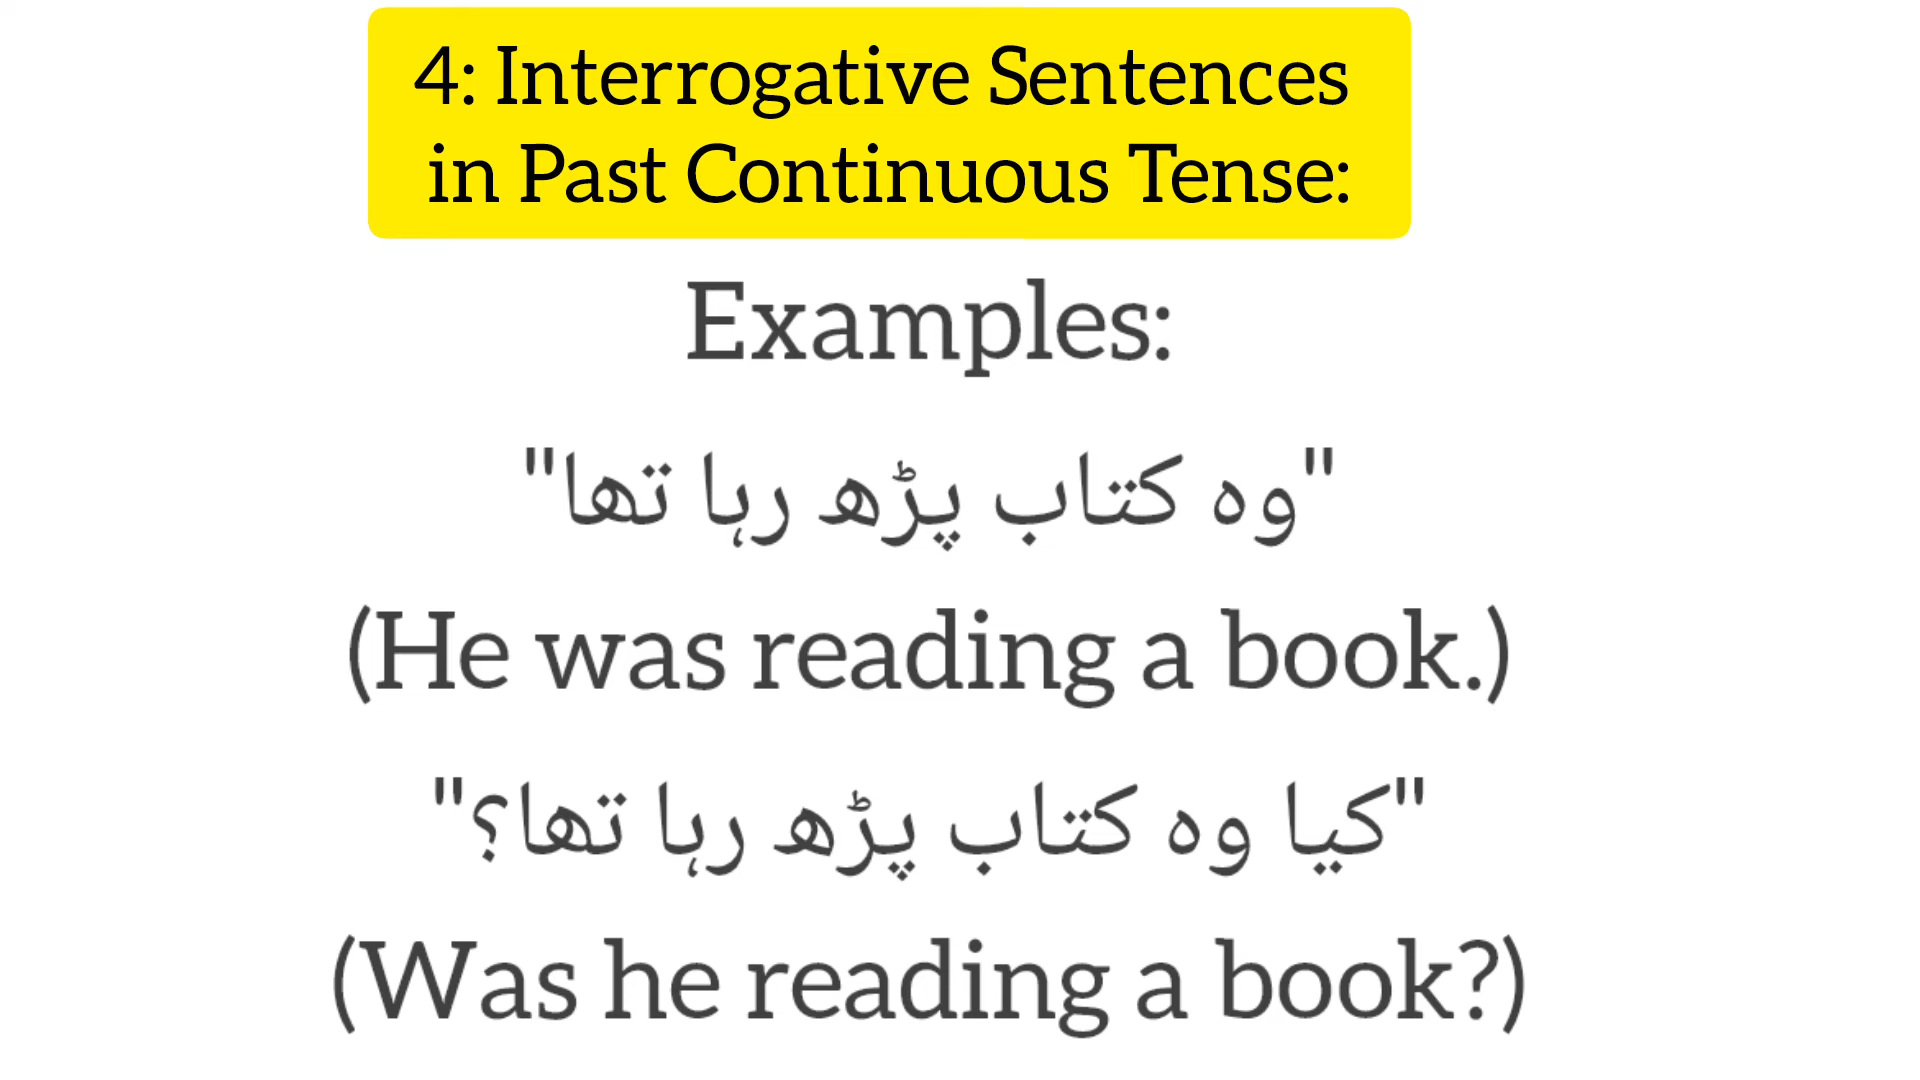 4: Interrogative Sentences
in Past Continuous Tense:
Examples:
"وہ کتاب پڑھ رہا تھا"
(He was reading a book.)
"کیا وہ کتاب پڑھ رہا تھا؟"
(Was he reading a book?)